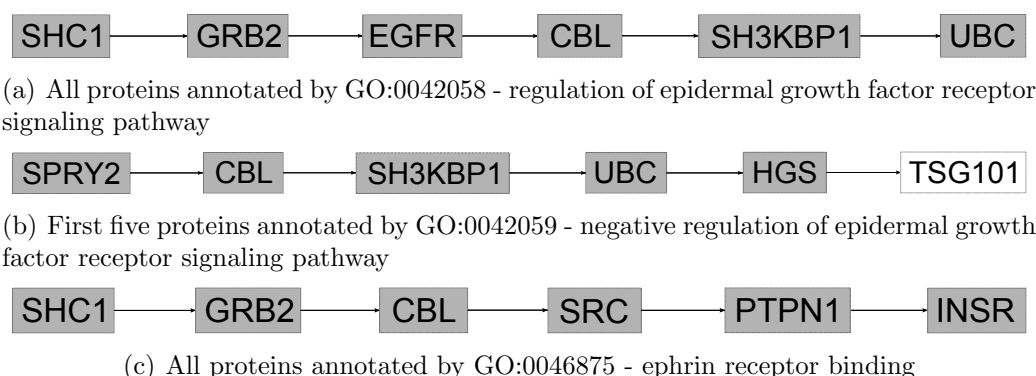 SHC1 GRB2 EGFR CBL SH3KBP1 UBC
(a) All proteins annotated by GO:0042058 - regulation of epidermal growth factor receptor
signaling pathway
SPRY2 CBL SH3KBP1 UBC HGS TSG101
(b) First five proteins annotated by GO:0042059 - negative regulation of epidermal growth
factor receptor signaling pathway
SHC1 GRB2 CBL SRC PTPN1 INSR
(c) All proteins annotated by GO:0046875 - ephrin receptor binding